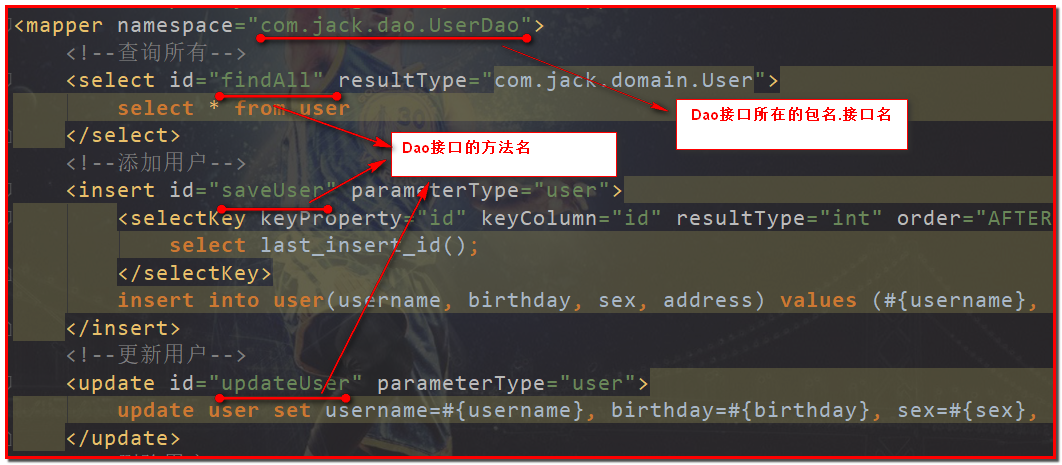 <mapper namespace="com.jack.dao.UserDao">
<!--查询所有-->
<select id="findAll" resultType="com.jack.domain.User">
select * from user
</select>
Dao接口所在的包名.接口名
Dao接口的方法名
<!--添加用户-->
<insert id="saveUser" parameterType="user">
<selectKey keyProperty="id" keyColumn="id" resultType="int" order="AFTER
select last_insert_id();
</selectKey>
insert into user(username, birthday, sex, address) values (#{username},
</insert>
<!--更新用户-->
<update id="updateUser" parameterType="user">
update user set username=#{username}, birthday=#{birthday}, sex=#{sex},
</update>